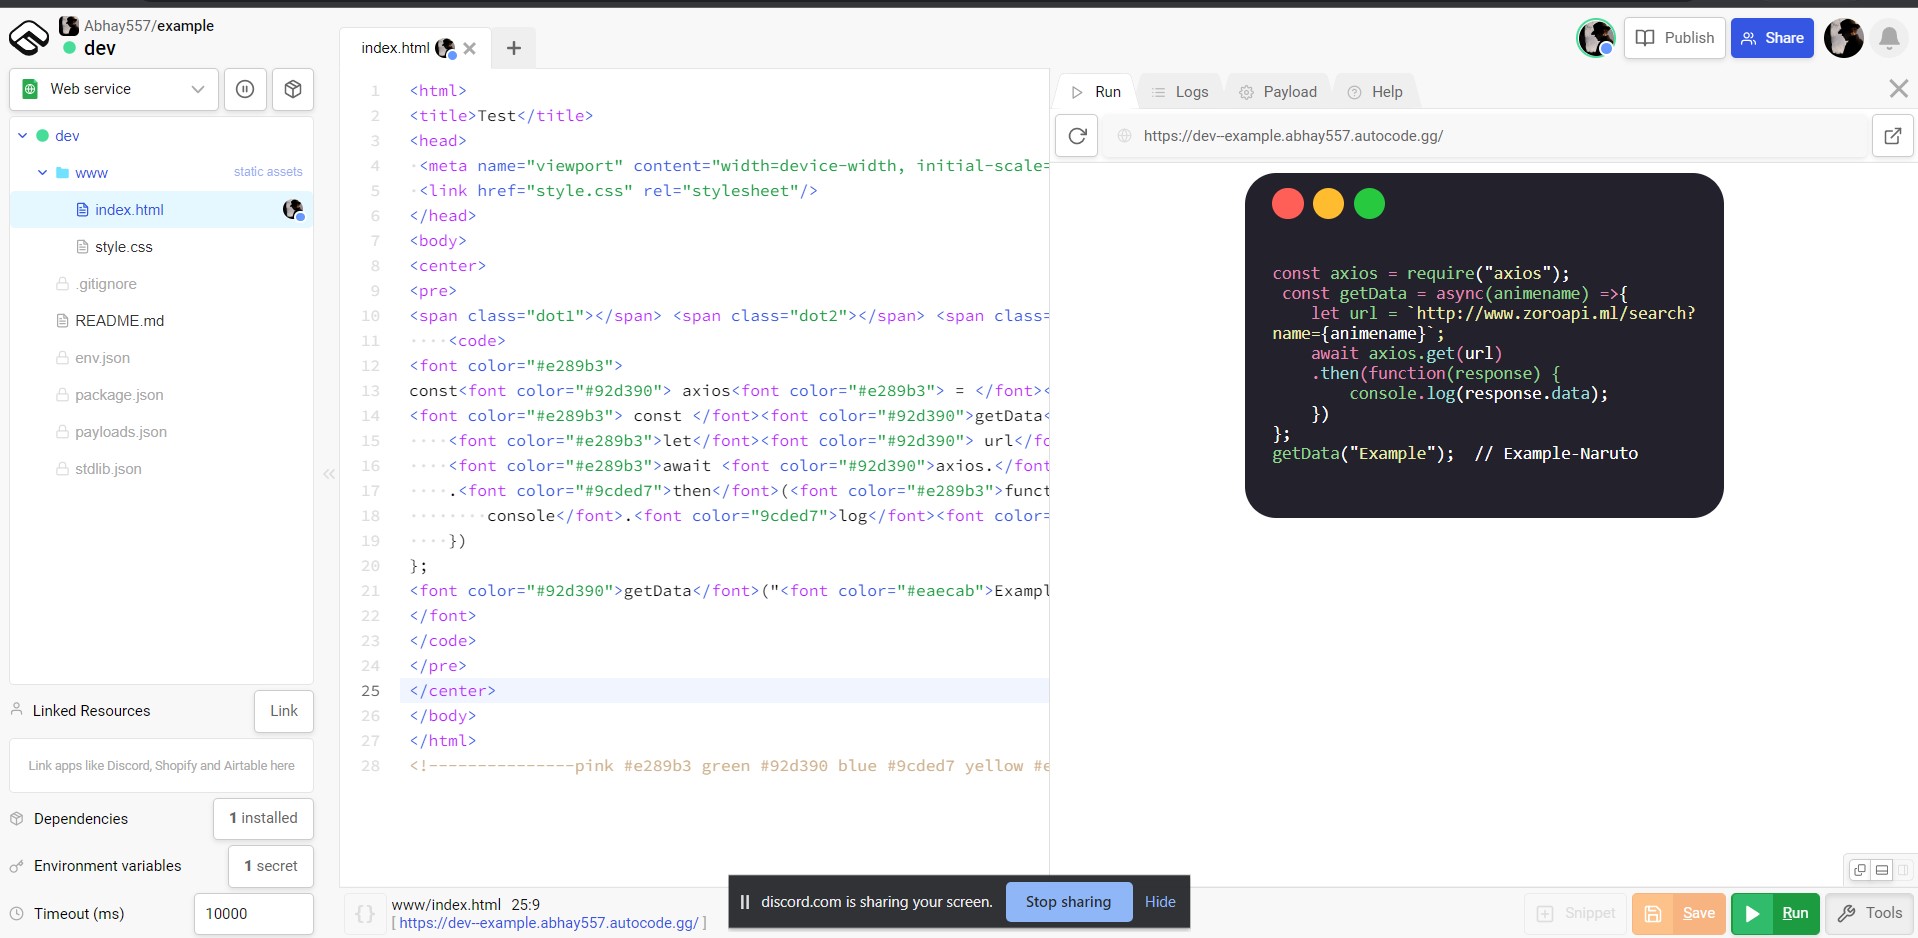 Abhay557/example
dev
Web service
dev
www
static assets
index.html
style.css
.gitignore
README.md
env.json
package.json
payloads.json
stdlib.json
Linked Resources
Link
Link apps like Discord, Shopify and Airtable here
Dependencies
1 installed
Environment variables
1 secret
Timeout (ms)
10000
index.html
1 <html>
2 <title>Test</title>
3 <head>
4 <meta name="viewport" content="width=device-width, initial-scale=
5 <link href="style.css" rel="stylesheet"/>
6 </head>
7 <body>
8 <center>
9 <pre>
10 <span class="dot1"></span> <span class="dot2"></span> <span class=
11 ····<code>
12 <font color="#e289b3">
13 const<font color="#92d390"> axios<font color="#e289b3"> = </font><
14 <font color="#e289b3"> const </font><font color="#92d390">getData<
15 ····<font color="#e289b3">let</font><font color="#92d390"> url</fo
16 ····<font color="#e289b3">await <font color="#92d390">axios.</font
17 ····.<font color="#9cded7">then</font>(<font color="#e289b3">funct
18 ········console</font>.<font color="9cded7">log</font><font color=
19 ····})
20 };
21 <font color="#92d390">getData</font>("<font color="#eaecab">Exampl
22 </font>
23 </code>
24 </pre>
25 </center>
26 </body>
27 </html>
28 <!---------------pink #e289b3 green #92d390 blue #9cded7 yellow #e
www/index.html 25:9
[ https://dev--example.abhay557.autocode.gg/ ]
Publish
Share
Run
Logs
Payload
Help
https://dev--example.abhay557.autocode.gg/
const axios = require("axios");
const getData = async(animename) =>{
let url = `http://www.zoroapi.ml/search?
name={animename}`;
await axios.get(url)
.then(function(response) {
console.log(response.data);
})
};
getData("Example"); // Example-Naruto
discord.com is sharing your screen.
Stop sharing
Hide
Snippet
Save
Run
Tools